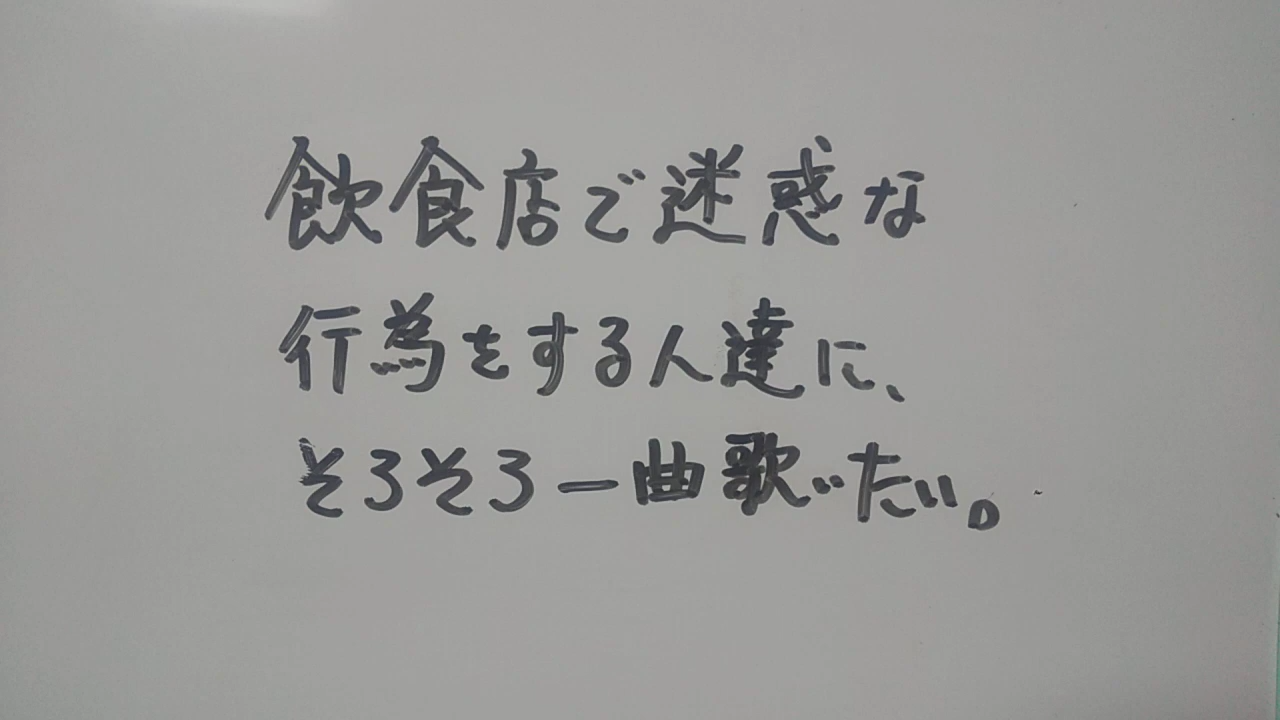 飲食店で迷惑な
行為をする人達に、
そろそろ一曲歌いたい。